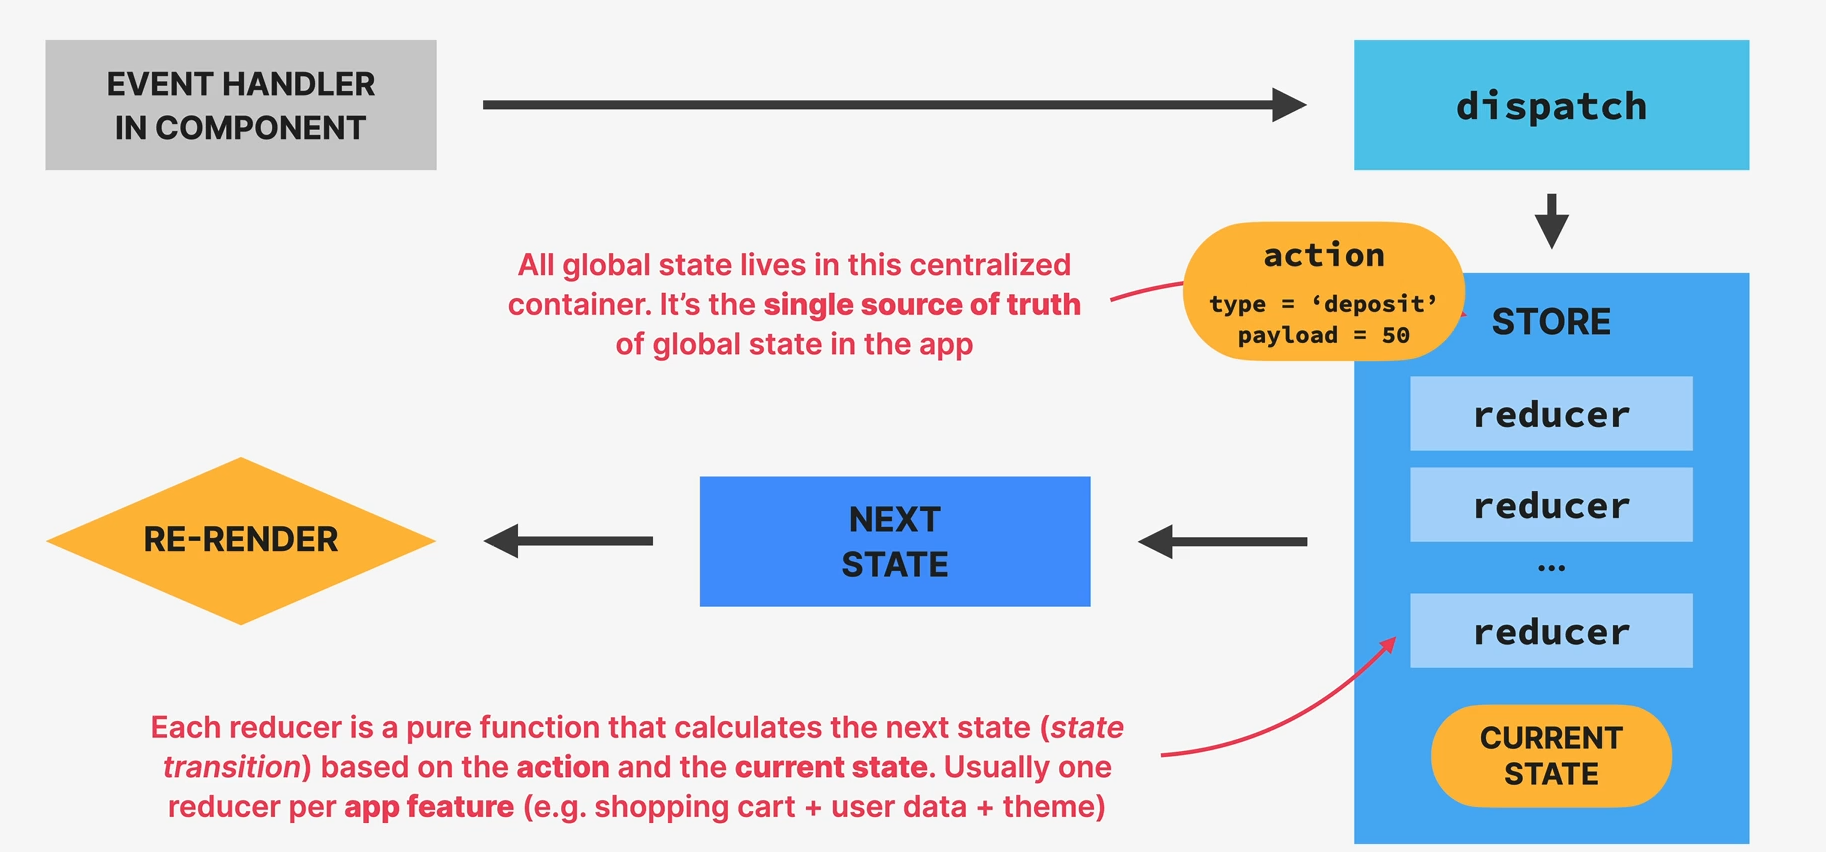 EVENT HANDLER
IN COMPONENT
dispatch
All global state lives in this centralized
container. It’s the single source of truth
of global state in the app
action
type = ‘deposit’
payload = 50
STORE
reducer
reducer
...
reducer
CURRENT
STATE
NEXT
STATE
RE-RENDER
Each reducer is a pure function that calculates the next state (state
transition) based on the action and the current state. Usually one
reducer per app feature (e.g. shopping cart + user data + theme)